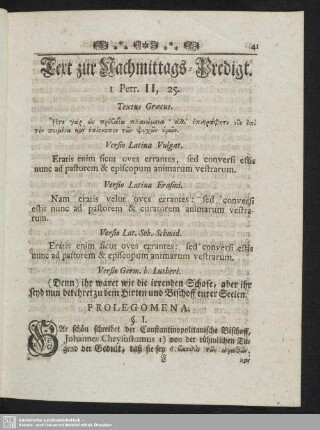 41
Text zur Nachmittags-Predigt.
1 Petr. II, 25.
Textus Græcus.
Ἦτε γὰρ ὡς πρόβατα πλανώμενα· ἀλλ' ἐπεστράφητε νῦν ἐπὶ
τὸν ποιμένα καὶ ἐπίσκοπον τῶν ψυχῶν ὑμῶν.
Versio Latina Vulgat.
Eratis enim sicut oves errantes, sed conversi estis
nunc ad pastorem & episcopum animarum vestrarum.
Versio Latina Erasmi.
Nam eratis velut oves errantes: sed conversi
estis nunc ad pastorem & curatorem animarum vestra-
rum.
Versio Lat. Seb. Schmid.
Eratis enim sicut oves errantes: sed conversi estis
nunc ad pastorem & episcopum animarum vestrarum.
Versio Germ. b. Lutheri.
(Denn) ihr waret wie die irrenden Schafe, aber ihr
seyd nun bekehret zu dem Hirten und Bischoff eurer Seelen.
PROLEGOMENA.
§ I.
GAr schön schreibet der Constantinopolitanische Bischoff,
Johannes Chrysostomus 1) von der rühmlichen Tu-
gend der Gedult, daß sie sey τῶν ἀγαθῶν,